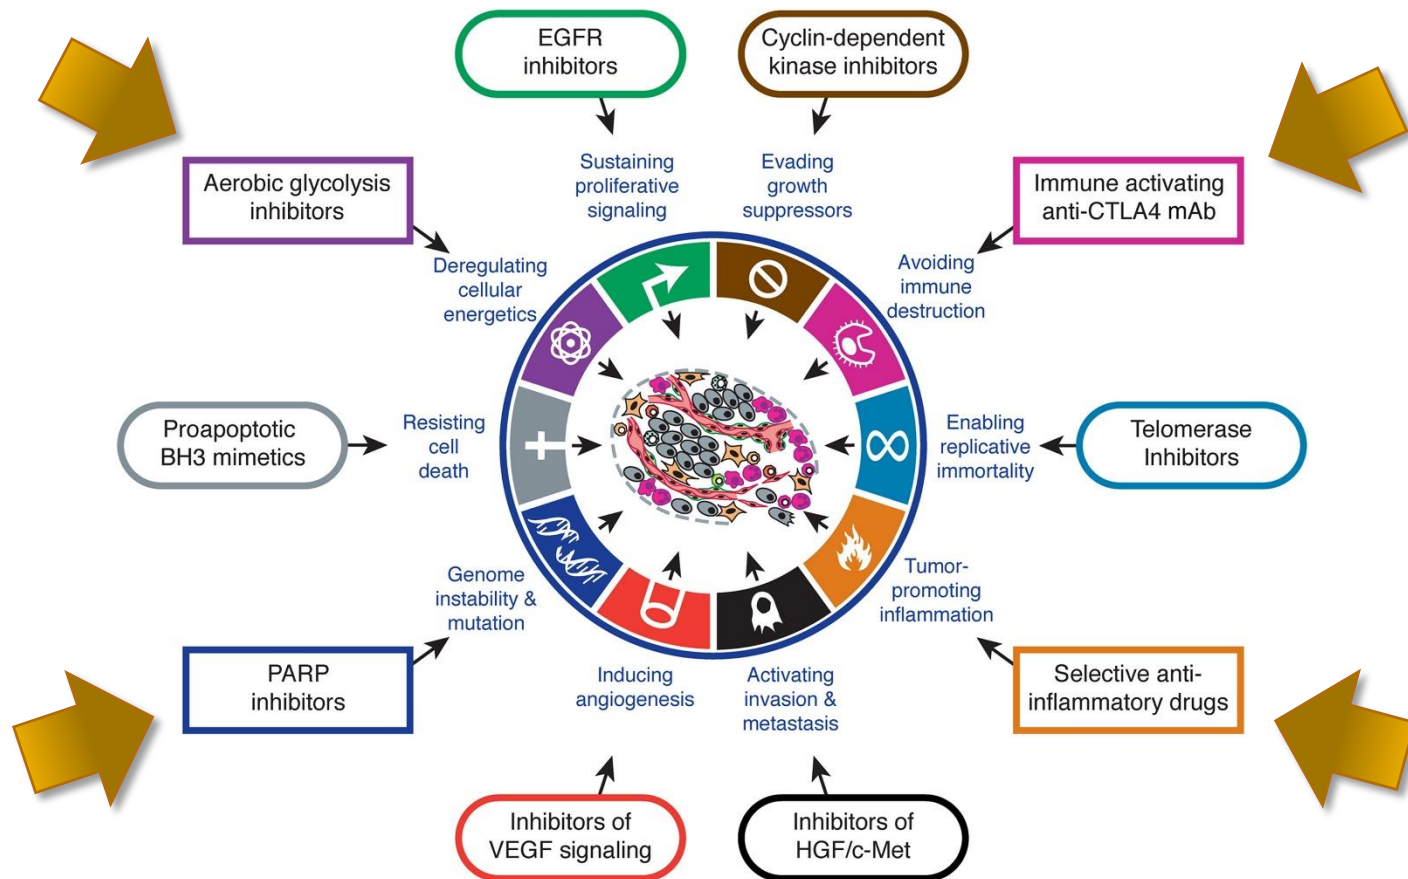 EGFR
inhibitors
Cyclin-dependent
kinase inhibitors
Sustaining
proliferative
signaling
Evading
growth
suppressors
Aerobic glycolysis
inhibitors
Immune activating
anti-CTLA4 mAb
Deregulating
cellular
energetics
Avoiding
immune
destruction
Proapoptotic
BH3 mimetics
Resisting
cell
death
Enabling
replicative
immortality
Telomerase
Inhibitors
Genome
instability &
mutation
Tumor-
promoting
inflammation
PARP
inhibitors
Inducing
angiogenesis
Activating
invasion &
metastasis
Selective anti-
inflammatory drugs
Inhibitors of
VEGF signaling
Inhibitors of
HGF/c-Met